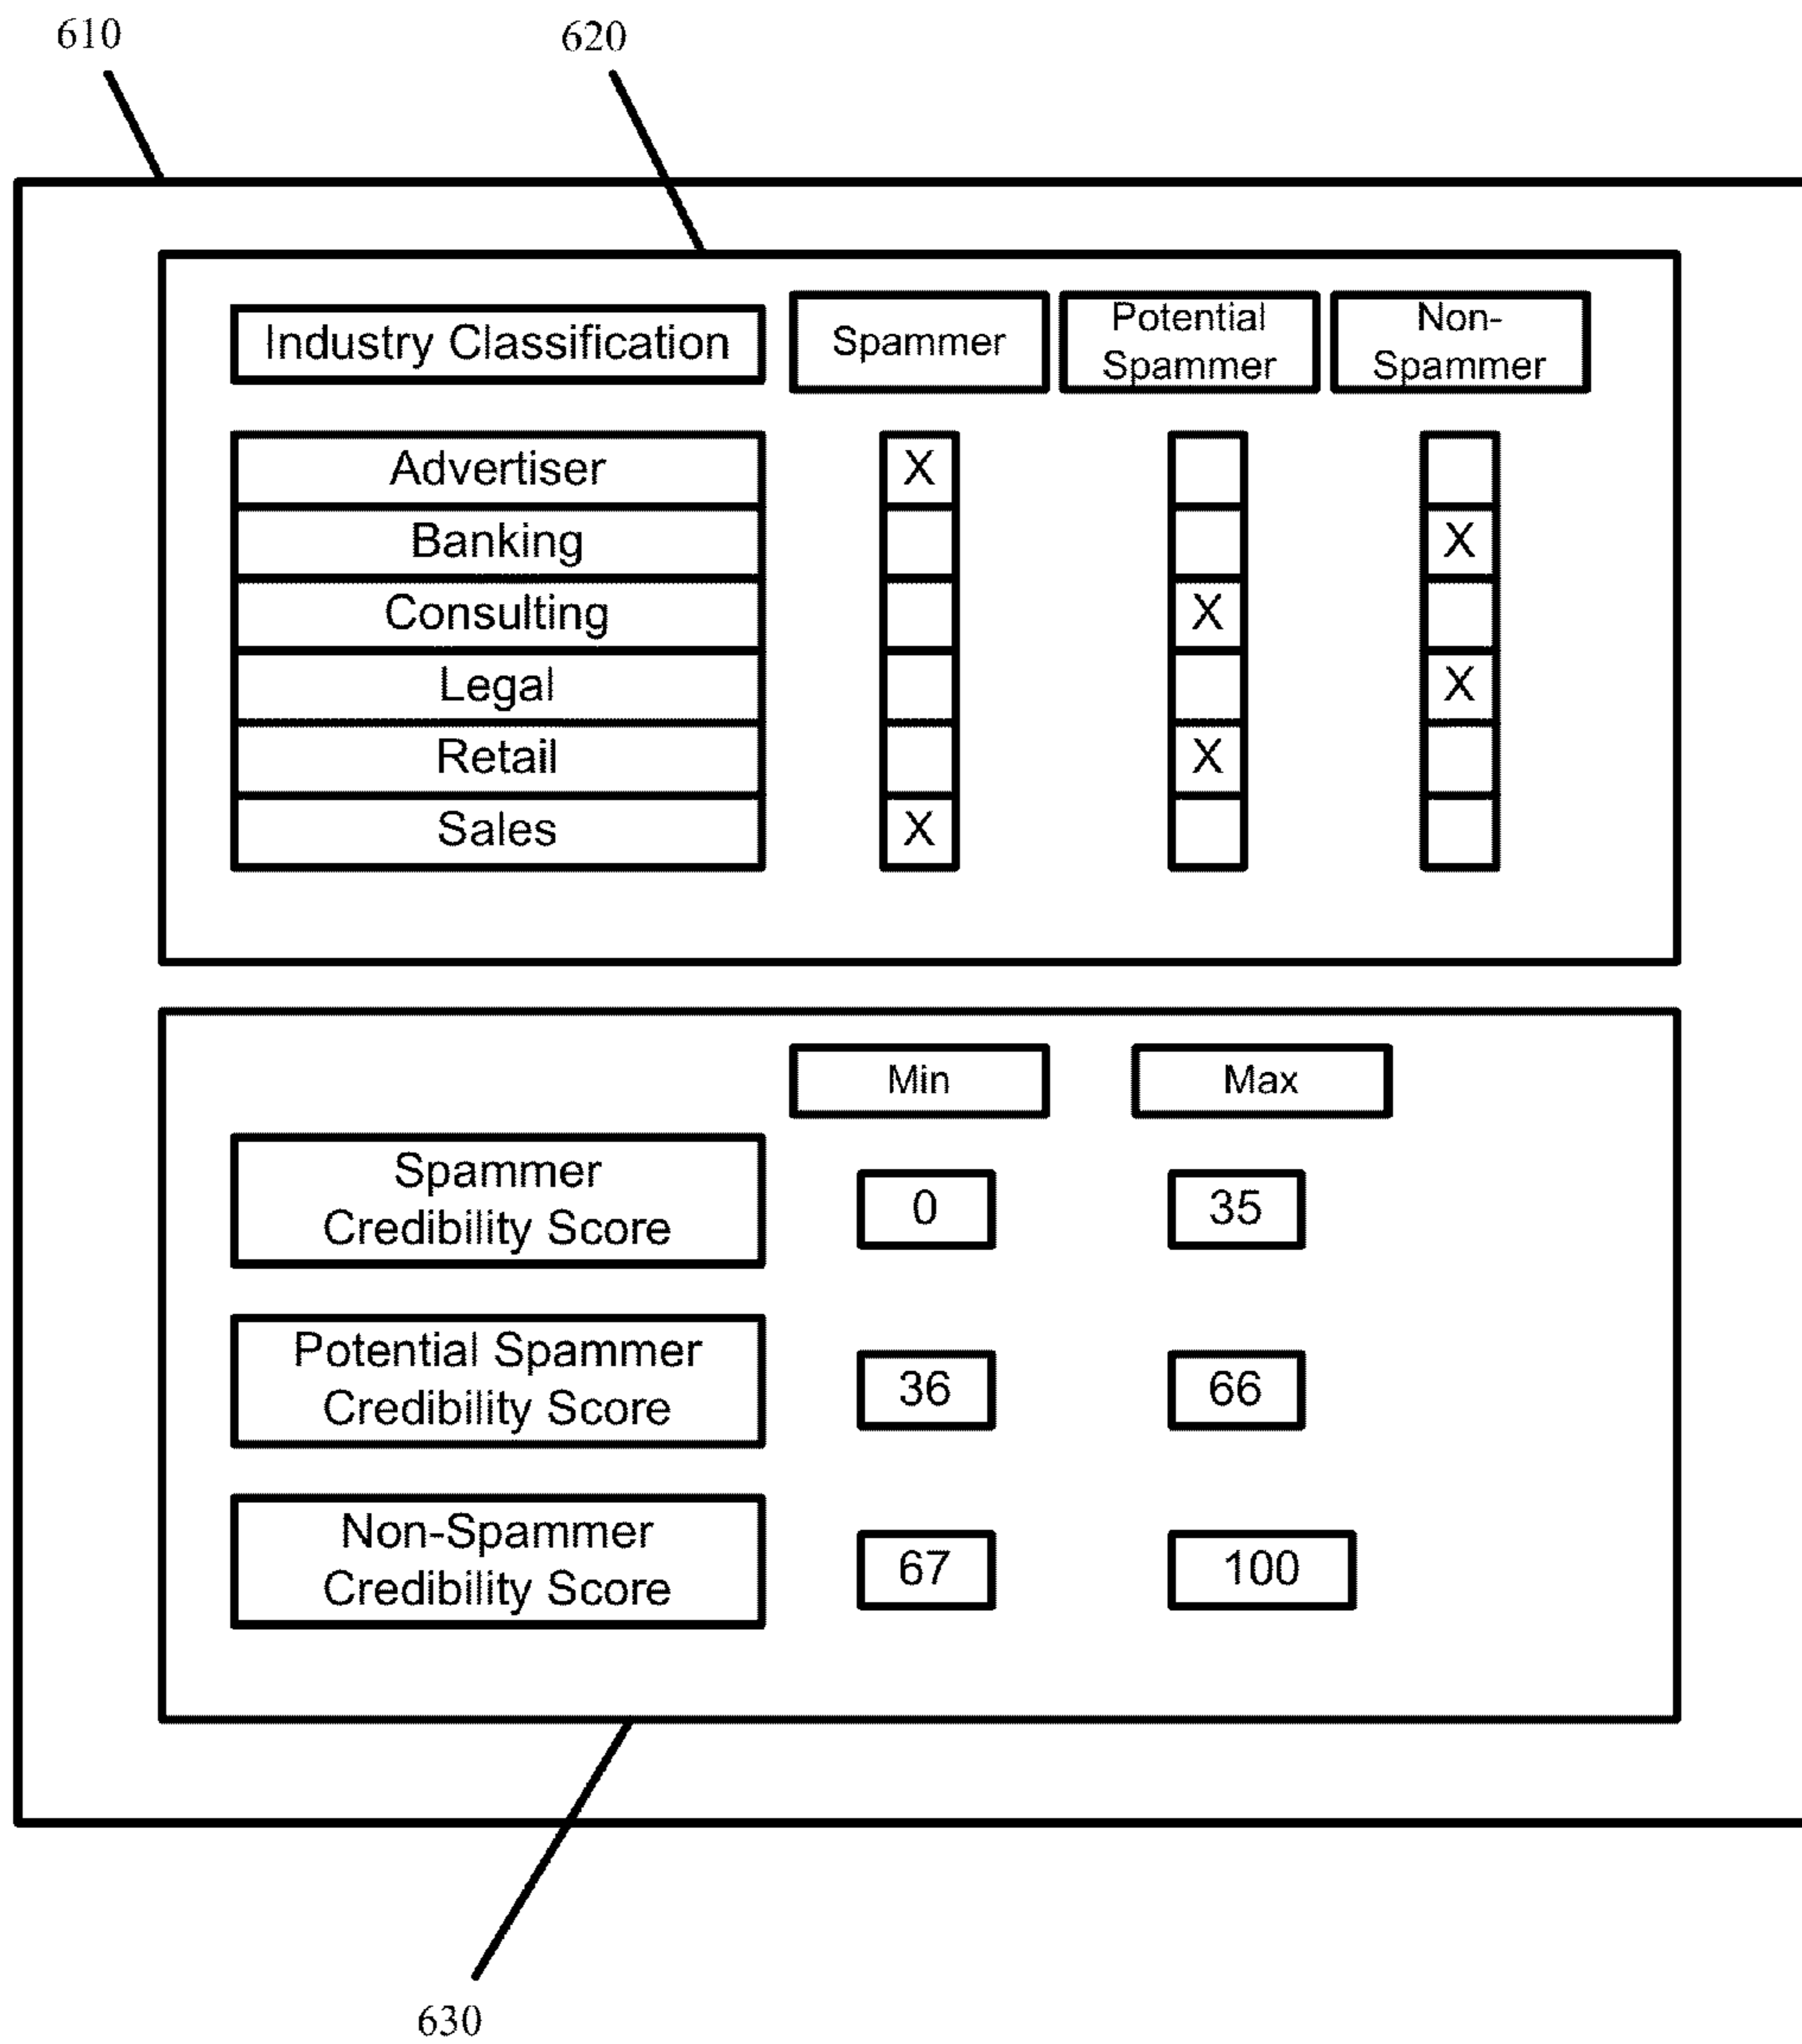 610
620
Industry Classification
Spammer
Potential
Spammer
Non-
Spammer
Advertiser X
Banking X
Consulting X
Legal X
Retail X
Sales X
Min
Max
Spammer
Credibility Score
0
35
Potential Spammer
Credibility Score
36
66
Non-Spammer
Credibility Score
67
100
630